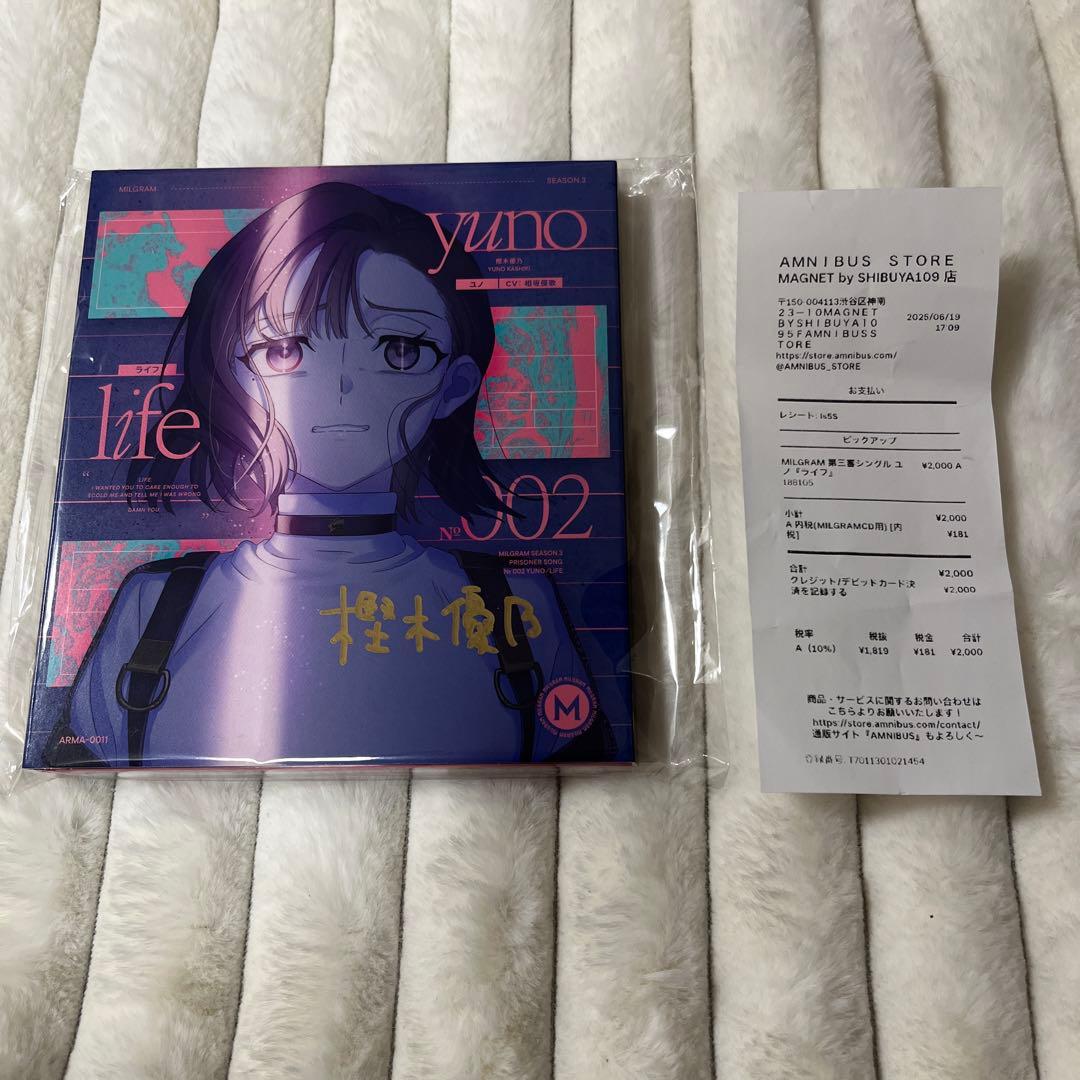 MILGRAM
SEASON.3
yuno
樫木優乃
YUNO KASHIKI
ユノ
CV: 相坂優歌
ライフ
life
“
LIFE
I WANTED YOU TO CARE ENOUGH TO
SCOLD ME AND TELL ME I WAS WRONG
DAMN YOU
”
№002
MILGRAM SEASON.3
PRISONER SONG
№ 002 YUNO/LIFE
樫木優乃
M
ARMA-0011
AMNIBUS STORE
MAGNET by SHIBUYA109 店
〒150-004113渋谷区神南
23-10MAGNET
BYSHIBUYA10
95FAMNIBUSS
TORE
2025/06/19
17:09
https://store.amnibus.com/
@AMNIBUS_STORE
お支払い
レシート: ls5S
ピックアップ
MILGRAM 第三審シングル ユ
ノ『ライフ』
¥2,000 A
188105
小計
¥2,000
A 内税(MILGRAMCD用) [内
税]
¥181
合計
¥2,000
クレジット/デビットカード決
済を記録する
¥2,000
税率 税抜 税金 合計
A (10%) ¥1,819 ¥181 ¥2,000
商品・サービスに関するお問い合わせは
こちらよりお願いいたします！
https://store.amnibus.com/contact/
通販サイト『AMNIBUS』もよろしく〜
登録番号: T7011301021454